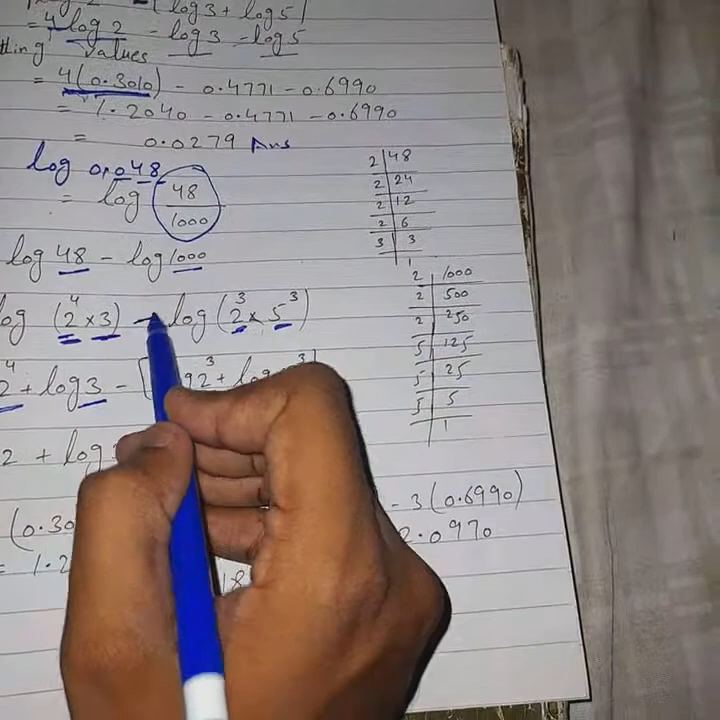 (log3 + log5)
= 4 log 2 - log 3 - log 5
values
= 4(0.3010) - 0.4771 - 0.6990
= 1.2040 - 0.4771 - 0.6990
= 0.0279 Ans
log 0.048
= log 48/1000
log 48 - log 1000
log (2⁴ × 3) - log (2³ × 5³)
2⁴ + log 3 - [
2 + log
- 3 (0.6990)
2.0970
= 1.2
2 | 48
2 | 24
2 | 12
2 | 6
3 | 3
1
2 | 1000
2 | 500
2 | 250
5 | 125
5 | 25
5 | 5
1